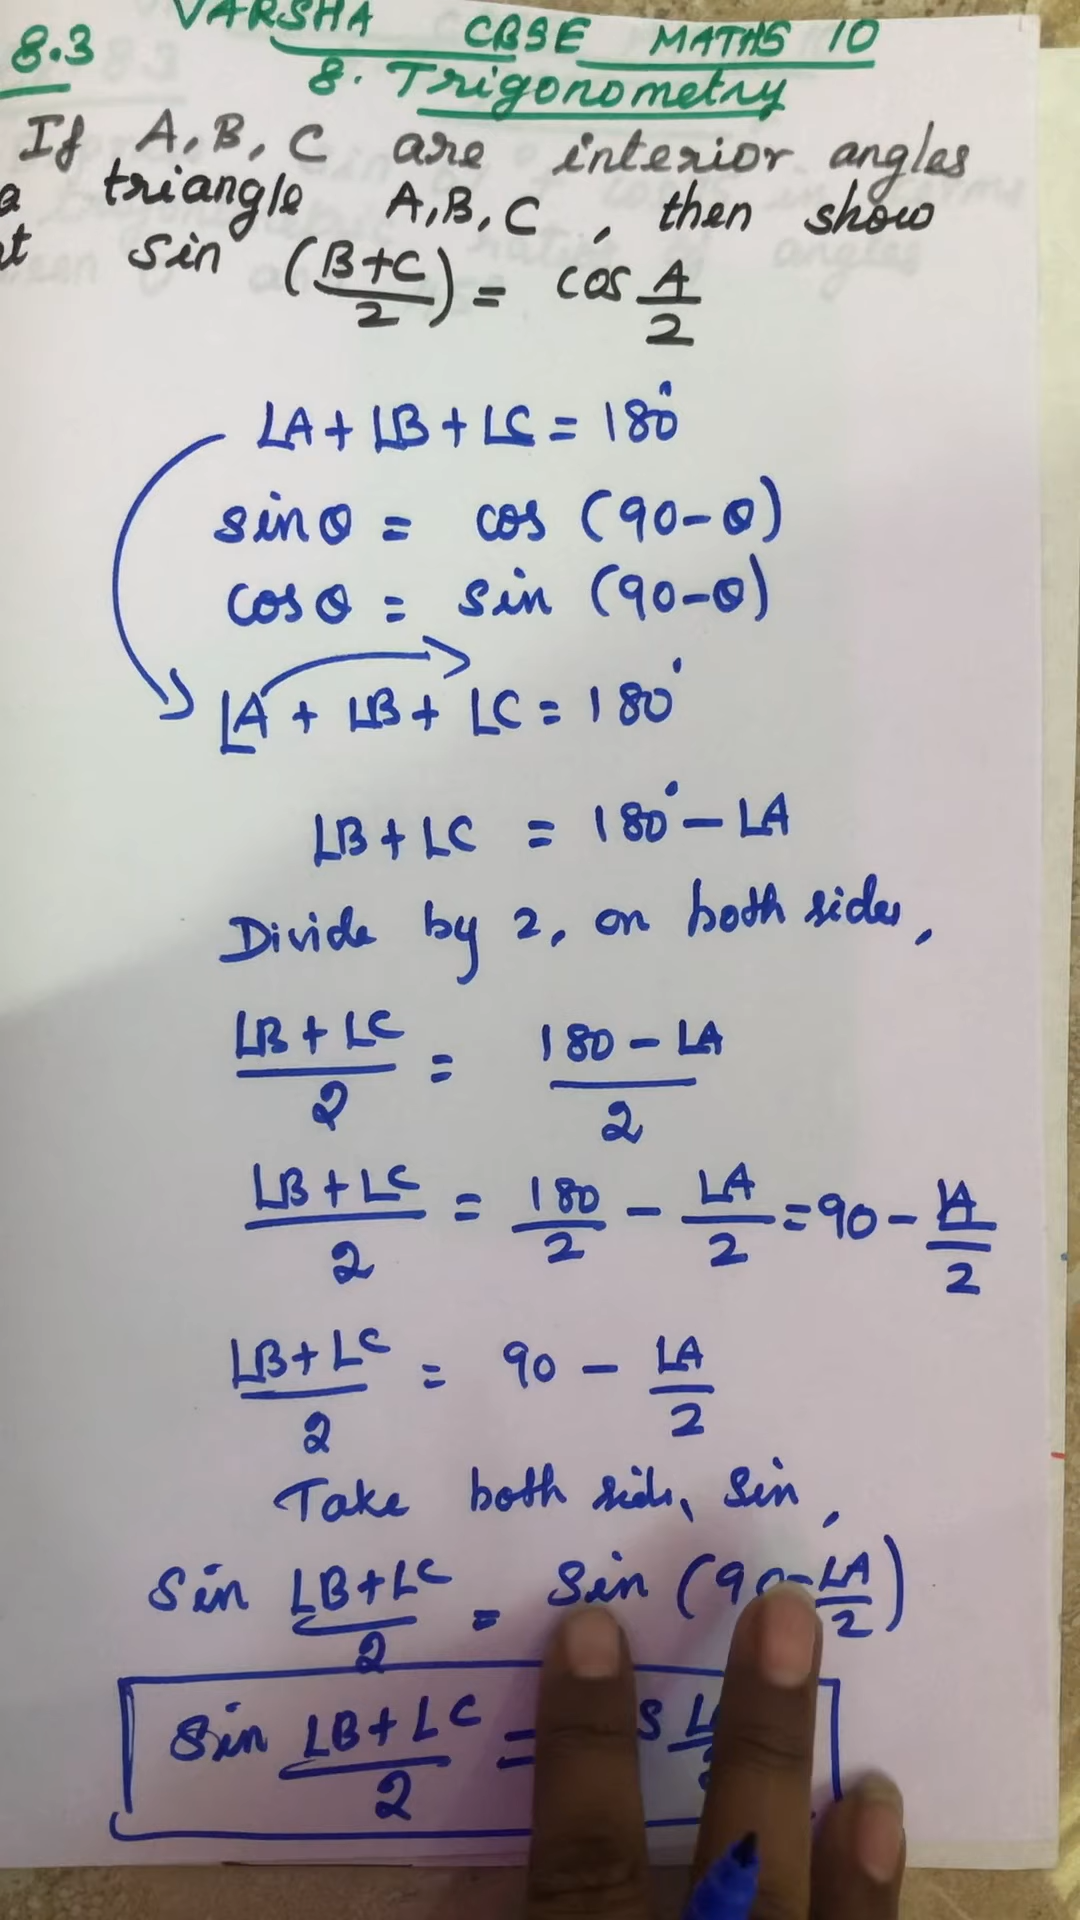 VARSHA CBSE MATHS 10
8.3
8. Trigonometry
If A, B, C are interior angles
a triangle A, B, C, then show
sin (B+C/2) = cos A/2
∠A + ∠B + ∠C = 180°
sin θ = cos (90-θ)
cos θ = sin (90-θ)
∠A + ∠B + ∠C = 180°
∠B + ∠C = 180° - ∠A
Divide by 2, on both sides,
∠B + ∠C/2 = 180 - ∠A/2
∠B + ∠C/2 = 180/2 - ∠A/2 = 90 - ∠A/2
∠B + ∠C/2 = 90 - ∠A/2
Take both side, Sin,
Sin ∠B+∠C/2 = Sin (90-∠A/2)
Sin ∠B+∠C/2 =